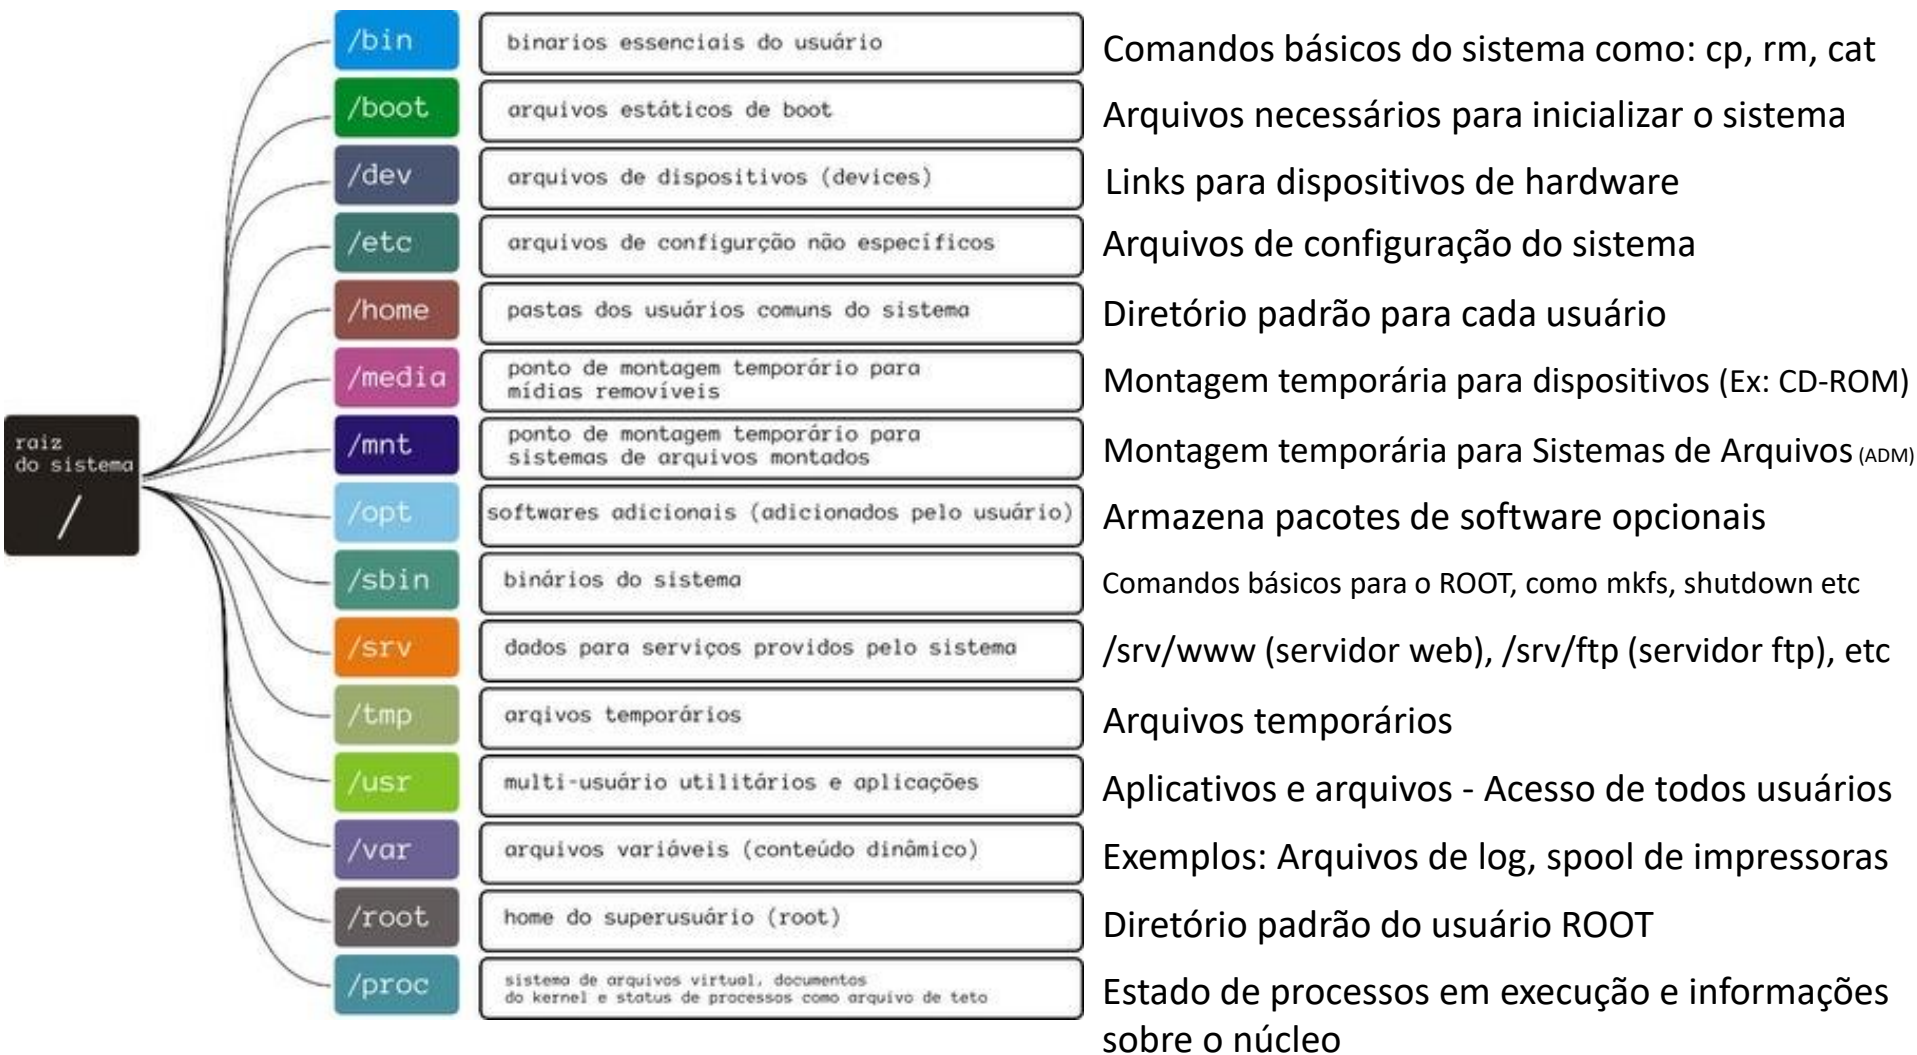 /bin binarios essenciais do usuário Comandos básicos do sistema como: cp, rm, cat
/boot arquivos estáticos de boot Arquivos necessários para inicializar o sistema
/dev arquivos de dispositivos (devices) Links para dispositivos de hardware
/etc arquivos de configurção não específicos Arquivos de configuração do sistema
/home pastas dos usuários comuns do sistema Diretório padrão para cada usuário
/media ponto de montagem temporário para
mídias removíveis Montagem temporária para dispositivos (Ex: CD-ROM)
raiz
do sistema
/
/mnt ponto de montagem temporário para
sistemas de arquivos montados Montagem temporária para Sistemas de Arquivos (ADM)
/opt softwares adicionais (adicionados pelo usuário) Armazena pacotes de software opcionais
/sbin binários do sistema Comandos básicos para o ROOT, como mkfs, shutdown etc
/srv dados para serviços providos pelo sistema /srv/www (servidor web), /srv/ftp (servidor ftp), etc
/tmp arqivos temporários Arquivos temporários
/usr multi-usuário utilitários e aplicações Aplicativos e arquivos - Acesso de todos usuários
/var arquivos variáveis (conteúdo dinâmico) Exemplos: Arquivos de log, spool de impressoras
/root home do superusuário (root) Diretório padrão do usuário ROOT
/proc sistema de arquivos virtual, documentos
do kernel e status de processos como arquivo de teto Estado de processos em execução e informações
sobre o núcleo